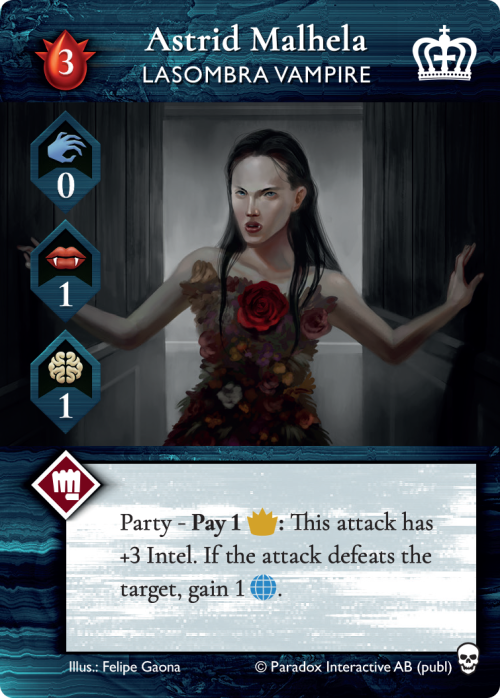 3
Astrid Malhela
LASOMBRA VAMPIRE
0
1
1
Party - Pay 1 : This attack has
+3 Intel. If the attack defeats the
target, gain 1 .
Illus.: Felipe Gaona
© Paradox Interactive AB (publ)